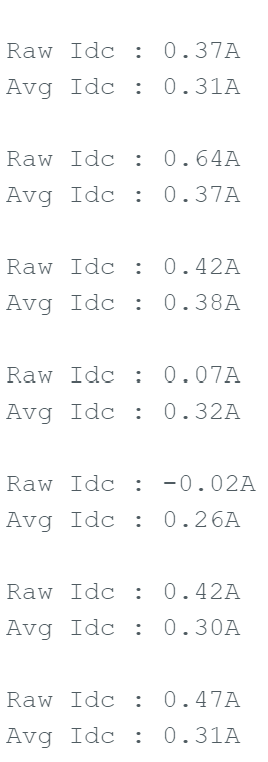 Raw Idc : 0.37A
Avg Idc : 0.31A
Raw Idc : 0.64A
Avg Idc : 0.37A
Raw Idc : 0.42A
Avg Idc : 0.38A
Raw Idc : 0.07A
Avg Idc : 0.32A
Raw Idc : -0.02A
Avg Idc : 0.26A
Raw Idc : 0.42A
Avg Idc : 0.30A
Raw Idc : 0.47A
Avg Idc : 0.31A